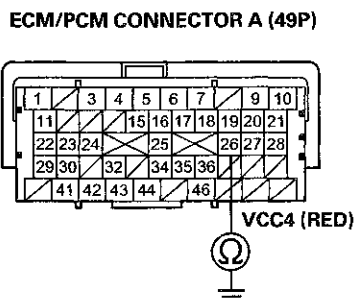 ECM/PCM CONNECTOR A (49P)
1 3 4 5 6 7 9 10
11 15 16 17 18 19 20 21
22 23 24 25 26 27 28
29 30 32 34 35 36
41 42 43 44 46
VCC4 (RED)
Ω